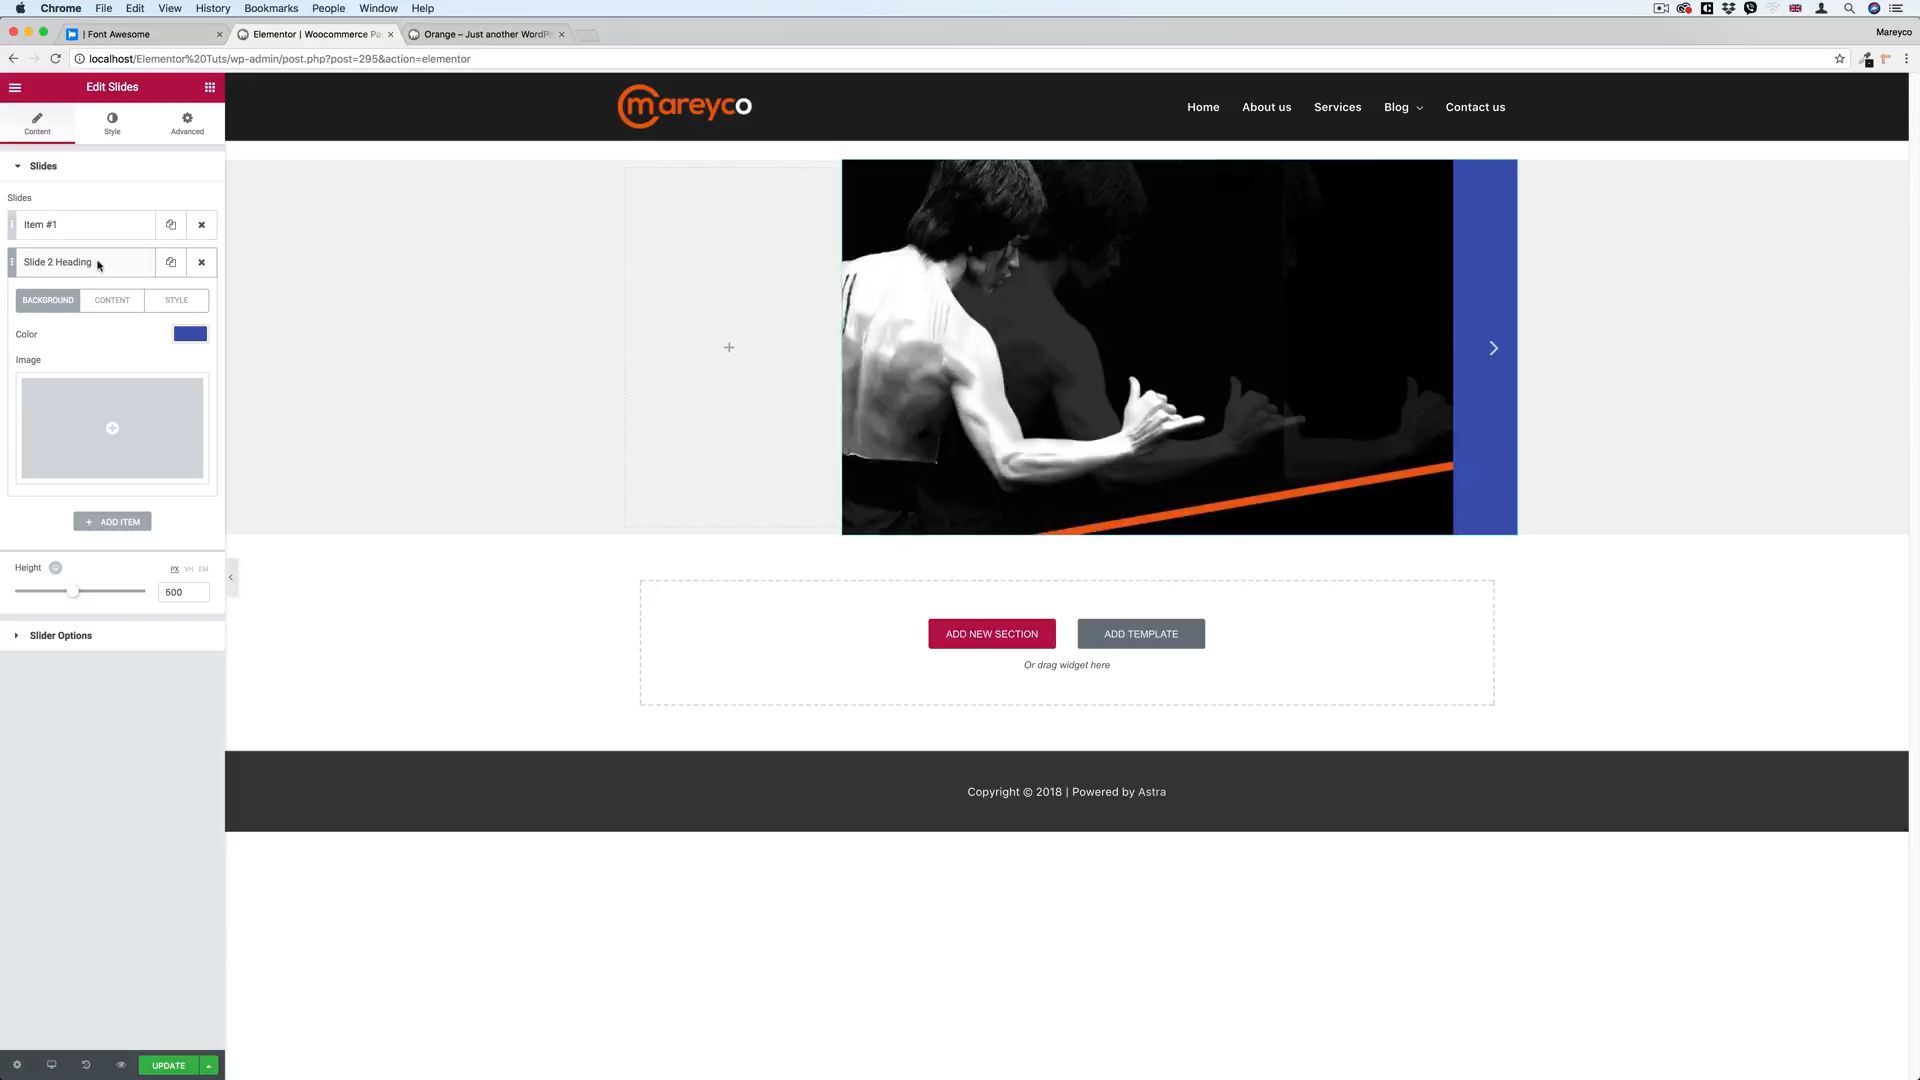 Chrome File Edit View History Bookmarks People Window Help
| Font Awesome
Elementor | Woocommerce Pa
Orange – Just another WordPr
Mareyco
localhost/Elementor%20Tuts/wp-admin/post.php?post=295&action=elementor
Edit Slides
Content
Style
Advanced
mareyco
Home
About us
Services
Blog
Contact us
Slides
Slides
Item #1
Slide 2 Heading
BACKGROUND
CONTENT
STYLE
Color
Image
ADD ITEM
Height
PX VH EM
500
Slider Options
ADD NEW SECTION
ADD TEMPLATE
Or drag widget here
Copyright © 2018 | Powered by Astra
UPDATE